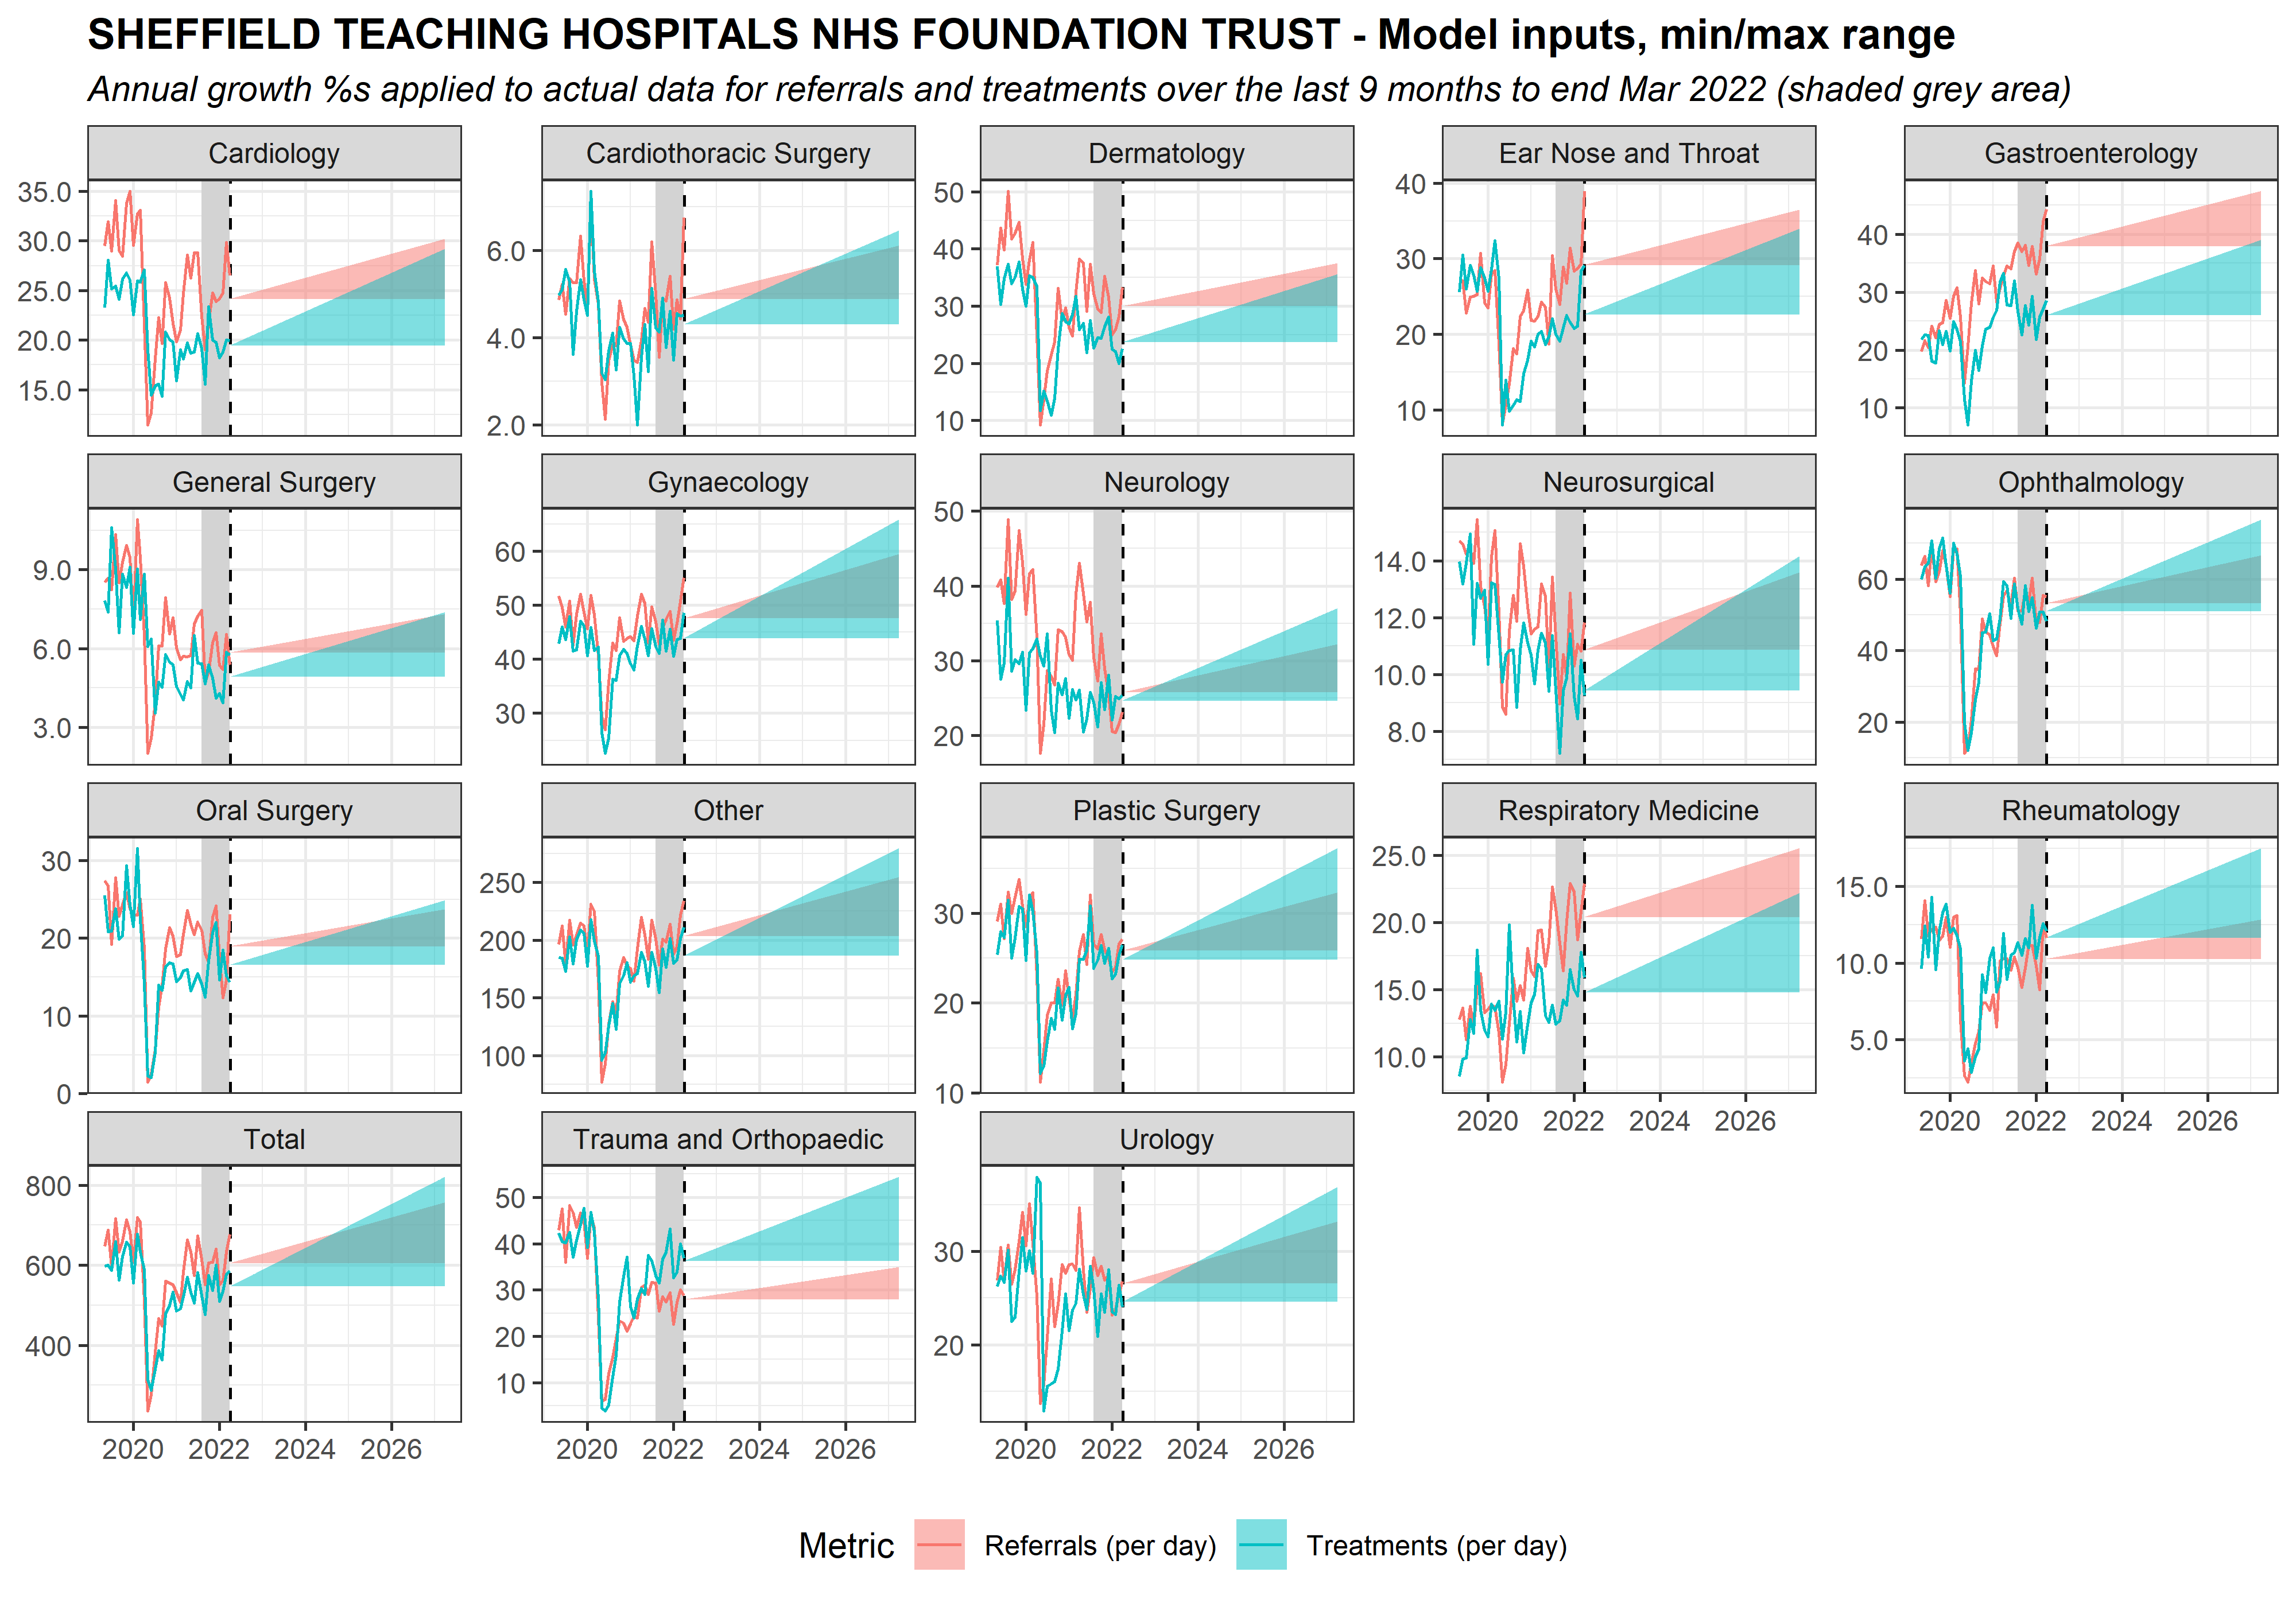 SHEFFIELD TEACHING HOSPITALS NHS FOUNDATION TRUST - Model inputs, min/max range
Annual growth %s applied to actual data for referrals and treatments over the last 9 months to end Mar 2022 (shaded grey area)
Cardiology
35.0
30.0
25.0
20.0
15.0
Cardiothoracic Surgery
6.0
4.0
2.0
Dermatology
50
40
30
20
10
Ear Nose and Throat
40
30
20
10
Gastroenterology
40
30
20
10
General Surgery
9.0
6.0
3.0
Gynaecology
60
50
40
30
Neurology
50
40
30
20
Neurosurgical
14.0
12.0
10.0
8.0
Ophthalmology
60
40
20
Oral Surgery
30
20
10
0
Other
250
200
150
100
Plastic Surgery
30
20
10
Respiratory Medicine
25.0
20.0
15.0
10.0
2020 2022 2024 2026
Rheumatology
15.0
10.0
5.0
2020 2022 2024 2026
Total
800
600
400
2020 2022 2024 2026
Trauma and Orthopaedic
50
40
30
20
10
2020 2022 2024 2026
Urology
30
20
2020 2022 2024 2026
Metric Referrals (per day) Treatments (per day)